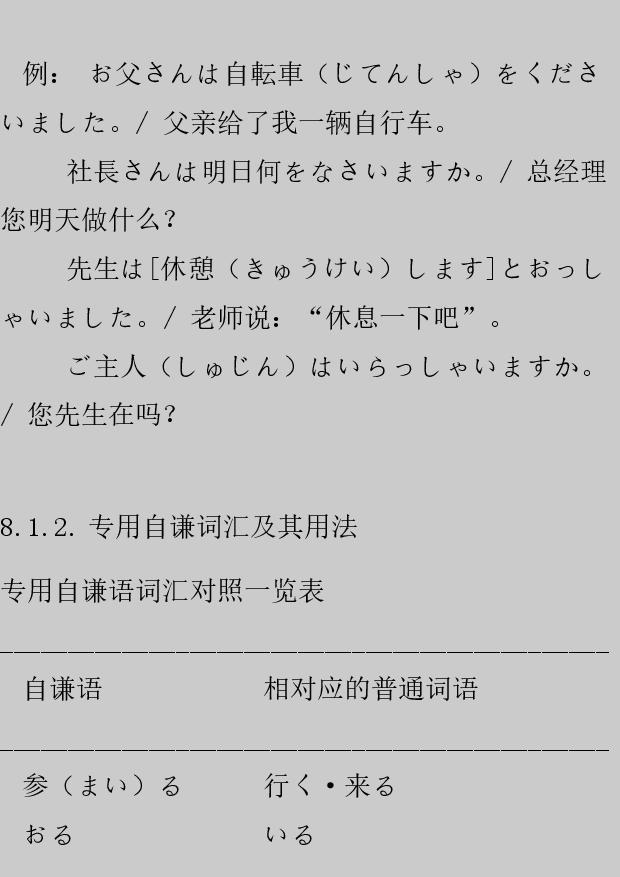 例： お父さんは自転車（じてんしゃ）をくださ
いました。/ 父亲给了我一辆自行车。
社長さんは明日何をなさいますか。/ 总经理
您明天做什么？
先生は[休憩（きゅうけい）します]とおっし
ゃいました。/ 老师说：“休息一下吧”。
ご主人（しゅじん）はいらっしゃいますか。
/ 您先生在吗？
8.1.2. 专用自谦词汇及其用法
专用自谦语词汇对照一览表
自谦语 相对应的普通词语
参（まい）る 行く・来る
おる いる